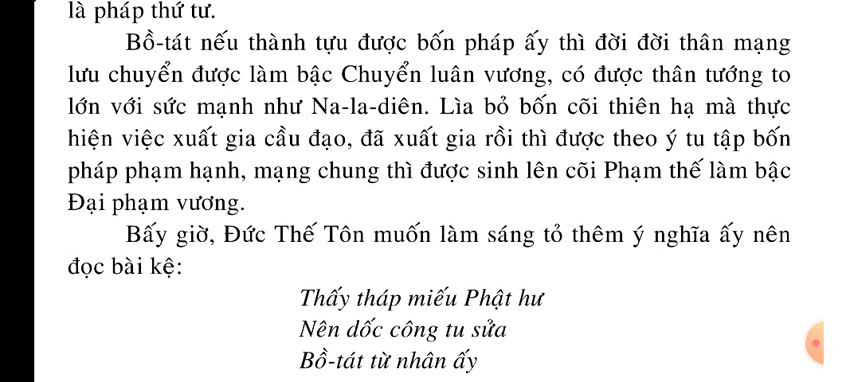 là pháp thứ tư.
Bồ-tát nếu thành tựu được bốn pháp ấy thì đời đời thân mạng
lưu chuyển được làm bậc Chuyển luân vương, có được thân tướng to
lớn với sức mạnh như Na-la-diên. Lìa bỏ bốn cõi thiên hạ mà thực
hiện việc xuất gia cầu đạo, đã xuất gia rồi thì được theo ý tu tập bốn
pháp phạm hạnh, mạng chung thì được sinh lên cõi Phạm thế làm bậc
Đại phạm vương.
Bấy giờ, Đức Thế Tôn muốn làm sáng tỏ thêm ý nghĩa ấy nên
đọc bài kệ:
Thấy tháp miếu Phật hư
Nên dốc công tu sửa
Bồ-tát từ nhân ấy